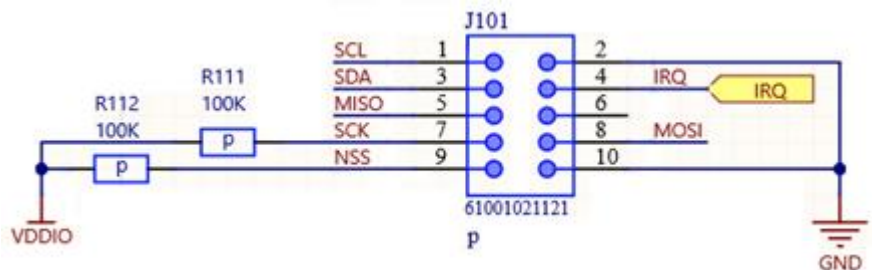 J101
SCL 1 2
SDA 3 4 IRQ IRQ
R111
100K
MISO 5 6
R112
100K
p
SCK 7 8 MOSI
p
NSS 9 10
61001021121
p
VDDIO
GND